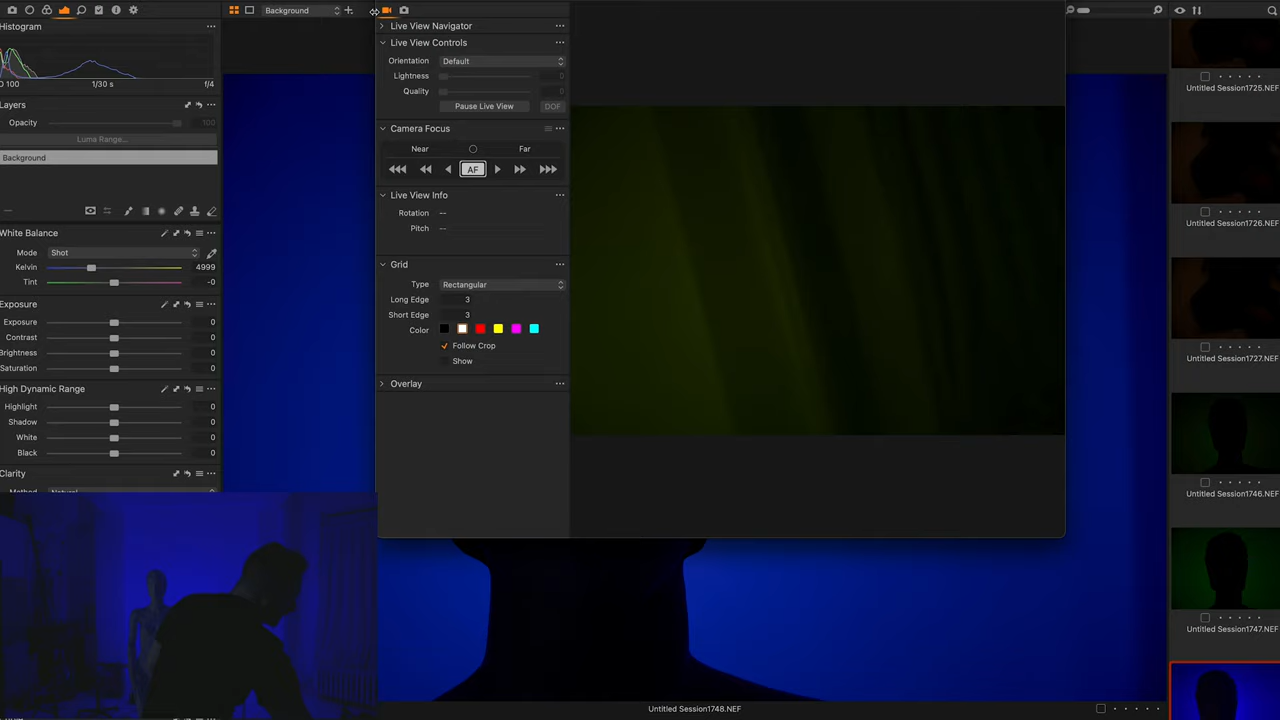 Background
Histogram
O 100 1/30 s f/4
Layers
Opacity 100
Luma Range...
Background
White Balance
Mode Shot
Kelvin 4999
Tint -0
Exposure
Exposure 0
Contrast 0
Brightness 0
Saturation 0
High Dynamic Range
Highlight 0
Shadow 0
White 0
Black 0
Clarity
Live View Navigator
Live View Controls
Orientation Default
Lightness 0
Quality 0
Pause Live View DOF
Camera Focus
Near Far
AF
Live View Info
Rotation --
Pitch --
Grid
Type Rectangular
Long Edge 3
Short Edge 3
Color
Follow Crop
Show
Overlay
Untitled Session1748.NEF
Untitled Session1725.NEF
Untitled Session1726.NEF
Untitled Session1727.NEF
Untitled Session1746.NEF
Untitled Session1747.NEF